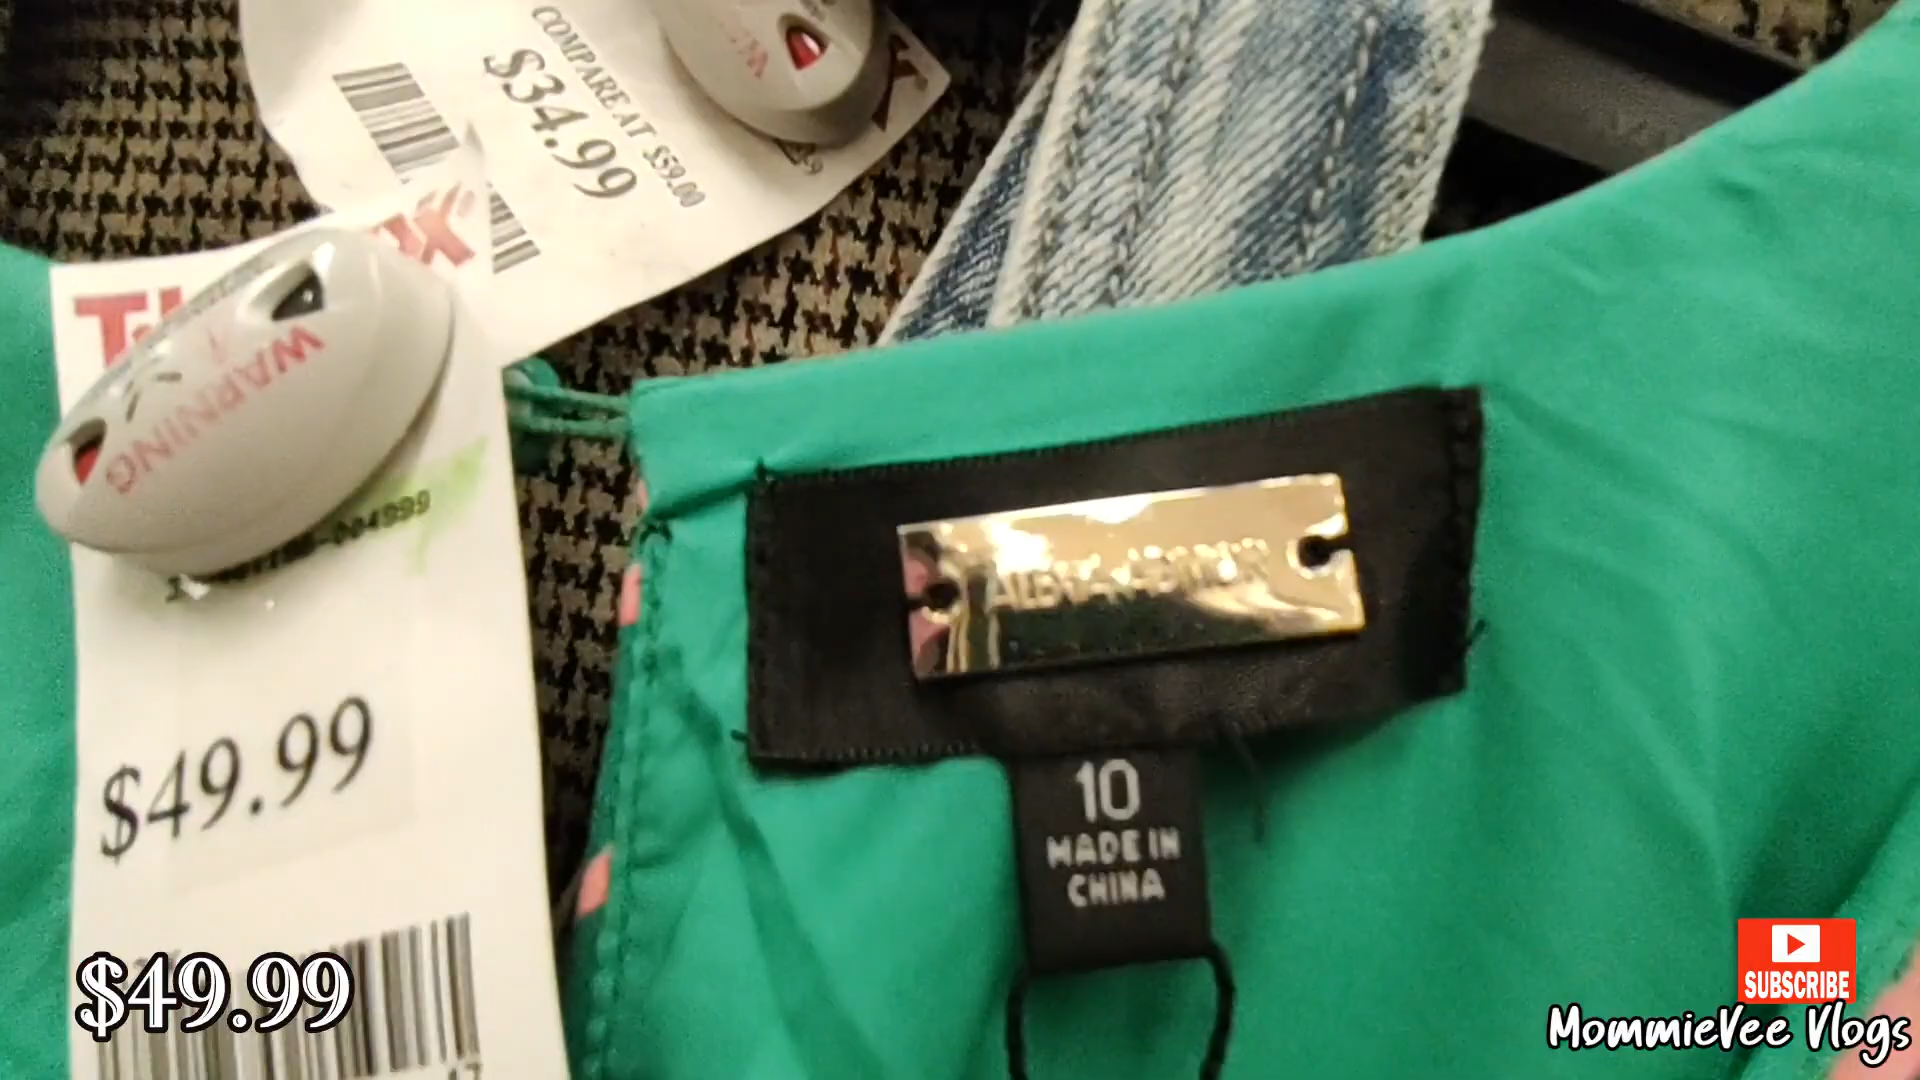 COMPARE AT $59.00
$34.99
WARNING
$49.99
10
MADE IN
CHINA
$49.99
SUBSCRIBE
MommieVee Vlogs